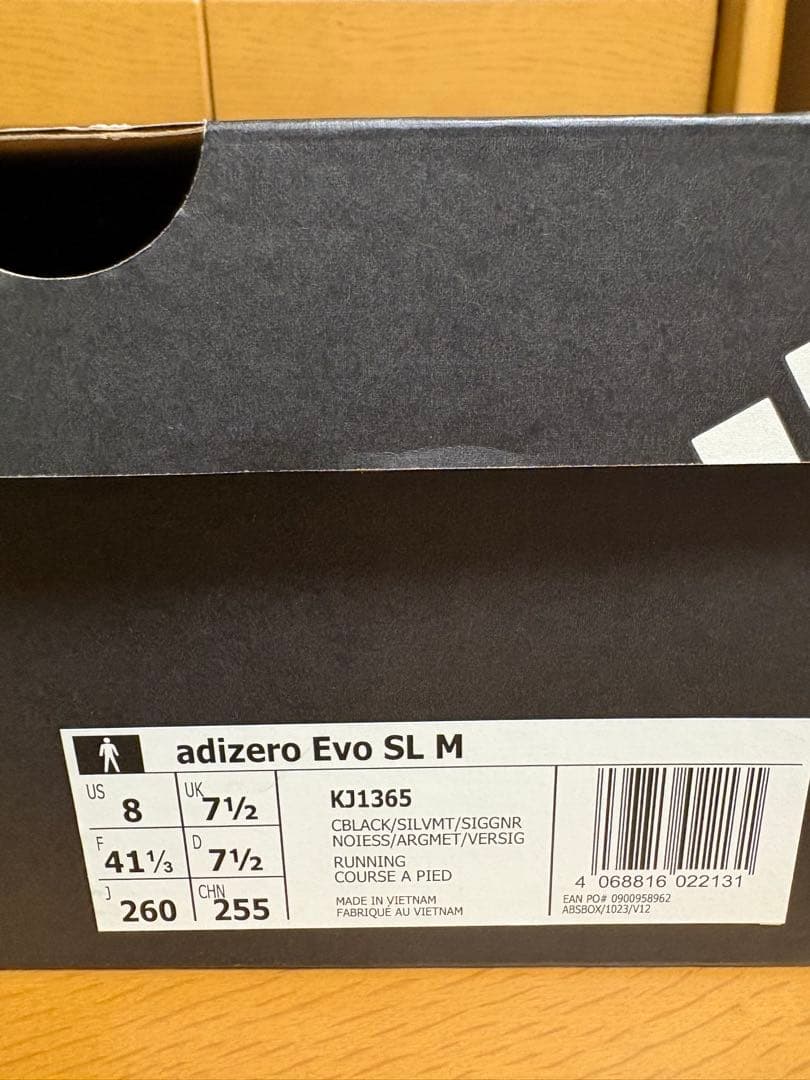 adizero Evo SL M
US 8
UK 7½
F 41⅓
D 7½
J 260
CHN 255
KJ1365
CBLACK/SILVMT/SIGGNR
NOIESS/ARGMET/VERSIG
RUNNING
COURSE A PIED
MADE IN VIETNAM
FABRIQUÉ AU VIETNAM
4 068816 022131
EAN PO# 0900958962
ABSBOX/1023/V12